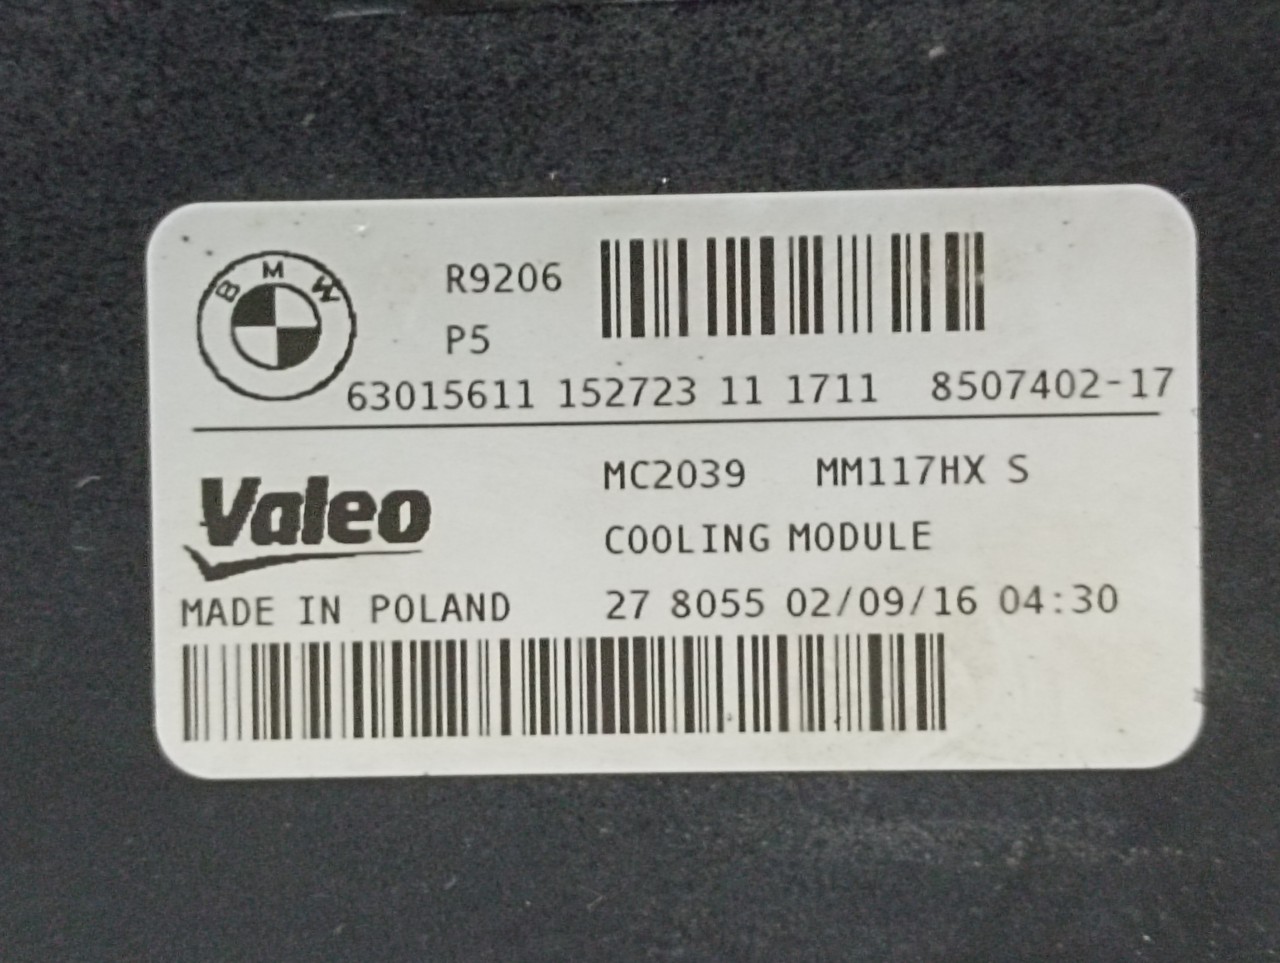 BMW
R9206
P5
63015611 152723 11 1711 8507402-17
Valeo
MC2039 MM117HX S
COOLING MODULE
MADE IN POLAND 27 8055 02/09/16 04:30